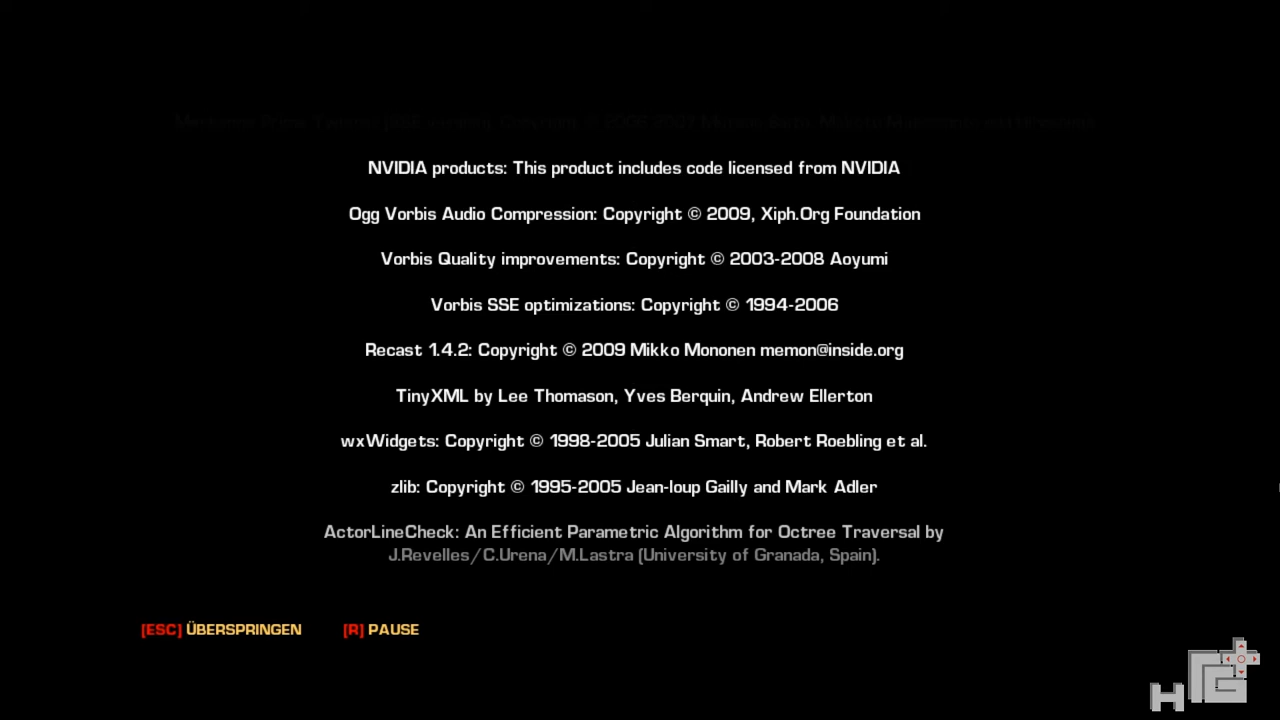 NVIDIA products: This product includes code licensed from NVIDIA
Ogg Vorbis Audio Compression: Copyright © 2009, Xiph.Org Foundation
Vorbis Quality improvements: Copyright © 2003-2008 Aoyumi
Vorbis SSE optimizations: Copyright © 1994-2006
Recast 1.4.2: Copyright © 2009 Mikko Mononen memon@inside.org
TinyXML by Lee Thomason, Yves Berquin, Andrew Ellerton
wxWidgets: Copyright © 1998-2005 Julian Smart, Robert Roebling et al.
zlib: Copyright © 1995-2005 Jean-loup Gailly and Mark Adler
ActorLineCheck: An Efficient Parametric Algorithm for Octree Traversal by
J.Revelles/C.Urena/M.Lastra (University of Granada, Spain).
[ESC] ÜBERSPRINGEN [R] PAUSE